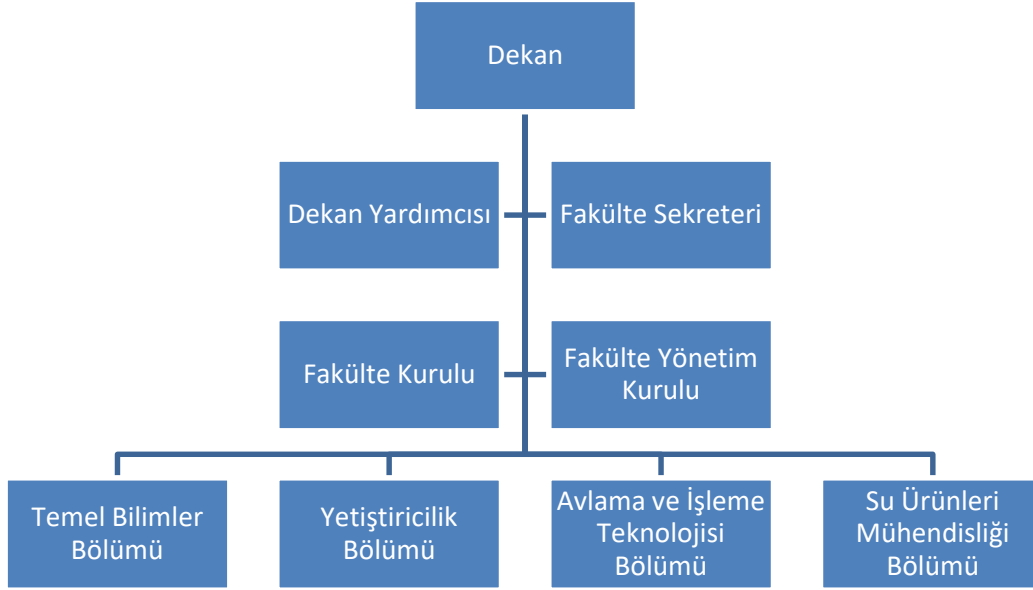 Dekan
Dekan Yardımcısı
Fakülte Sekreteri
Fakülte Kurulu
Fakülte Yönetim
Kurulu
Temel Bilimler
Bölümü
Yetiştiricilik
Bölümü
Avlama ve İşleme
Teknolojisi
Bölümü
Su Ürünleri
Mühendisliği
Bölümü